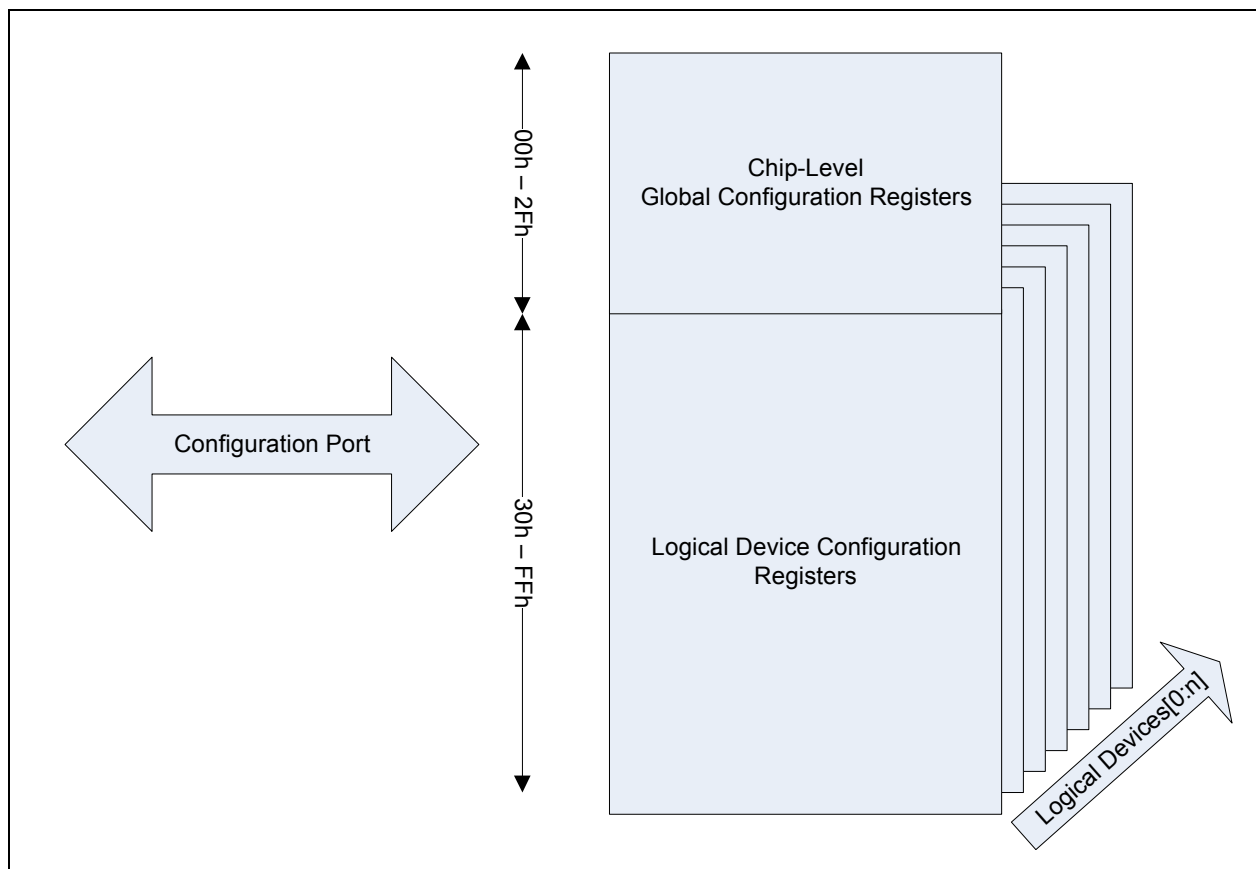 00h – 2Fh
Chip-Level
Global Configuration Registers
Configuration Port
30h – FFh
Logical Device Configuration
Registers
Logical Devices[0:n]